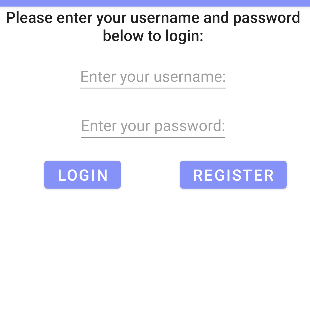 Please enter your username and password
below to login:
Enter your username:
Enter your password:
LOGIN
REGISTER